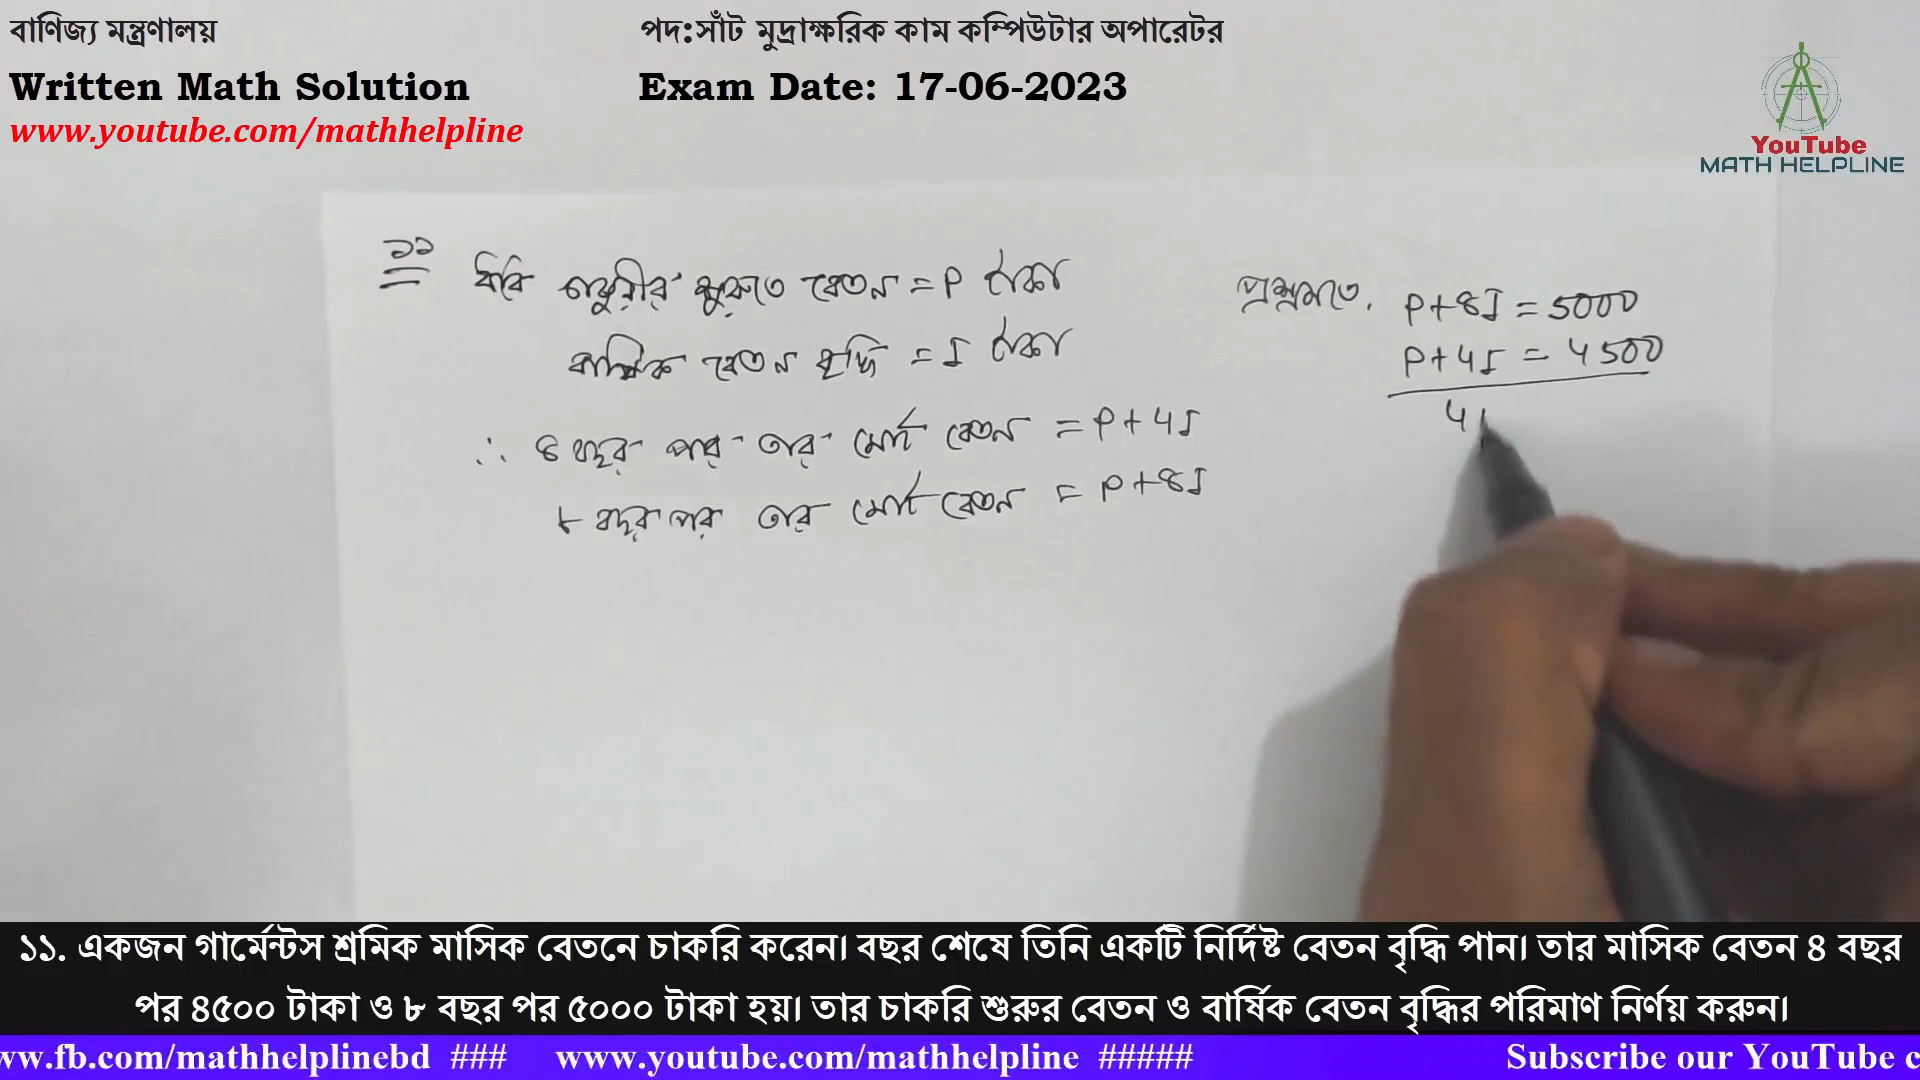 বাণিজ্য মন্ত্রণালয়
পদ:সাঁট মুদ্রাক্ষরিক কাম কম্পিউটার অপারেটর
Written Math Solution
Exam Date: 17-06-2023
www.youtube.com/mathhelpline
YouTube
MATH HELPLINE
১১ ধরি চাকুরীর শুরুতে বেতন = P টাকা
বার্ষিক বেতন বৃদ্ধি = I টাকা
∴ ৪ বছর পর তার মোট বেতন = P + 4I
৮ বছর পর তার মোট বেতন = P + 8I
প্রশ্নমতে, P + 8I = 5000
P + 4I = 4500
4
১১. একজন গার্মেন্টস শ্রমিক মাসিক বেতনে চাকরি করেন। বছর শেষে তিনি একটি নির্দিষ্ট বেতন বৃদ্ধি পান। তার মাসিক বেতন ৪ বছর
পর ৪৫০০ টাকা ও ৮ বছর পর ৫০০০ টাকা হয়। তার চাকরি শুরুর বেতন ও বার্ষিক বেতন বৃদ্ধির পরিমাণ নির্ণয় করুন।
ww.fb.com/mathhelplinebd ### www.youtube.com/mathhelpline ##### Subscribe our YouTube c